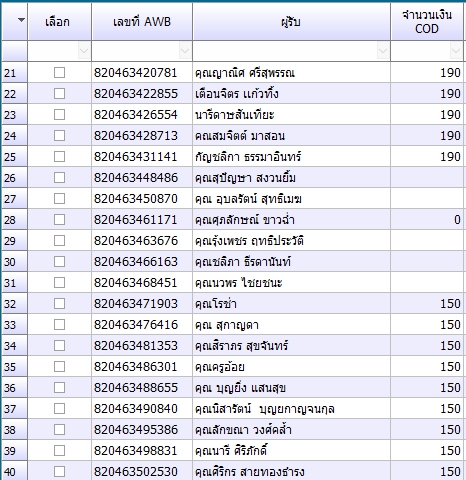 เลือก เลขที่ AWB ผู้รับ จำนวนเงิน COD
21 820463420781 คุณญาณิศ ศรีสุพรรณ 190
22 820463422855 เตือนจิตร แก้วทิ้ง 190
23 820463426554 นารีดาษสันเทียะ 190
24 820463428713 คณสมจิตต์ มาสอน 190
25 820463431141 กัญชลิกา ธรรมาอินทร์ 190
26 820463448486 คุณสุปัญษา สงวนยิ้ม
27 820463450870 คุณ อุบลรัตน์ สุทธิเมฆ
28 820463461171 คุณศุภลักษณ์ ขาวฉ่ำ 0
29 820463463676 คุณรุ้งเพชร ฤทธิประวัติ
30 820463466163 คุณชลิภา ธีรดานันท์
31 820463468451 คุณนวพร ไชยชนะ
32 820463471903 คุณโรซ่า 150
33 820463476416 คุณ สุกาญดา 150
34 820463481353 คุณสิราภร สุขจันทร์ 150
35 820463486301 คุณครูอ้อย 150
36 820463488655 คุณ บุญยิ่ง แสนสุข 150
37 820463490840 คุณนิสารัตน์ บุญยกาญจนกุล 150
38 820463495386 คุณลักขณา วงศ์คล้ำ 150
39 820463498831 คุณนารี ศิริภักดิ์ 150
40 820463502530 คุณศิริกร สายทองธำรง 150